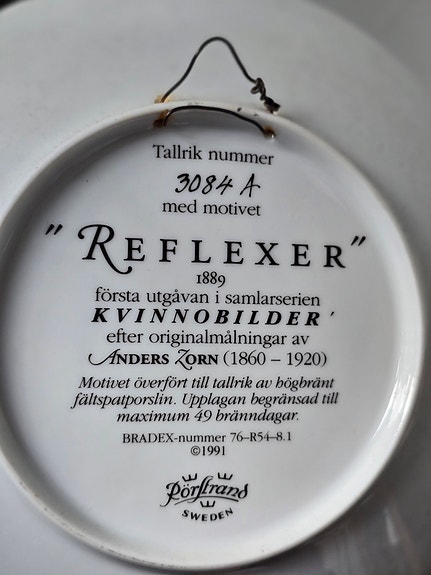 Tallrik nummer
3084 A
med motivet
"REFLEXER"
1889
första utgåvan i samlarserien
KVINNOBILDER'
efter originalmålningar av
ANDERS ZORN (1860 – 1920)
Motivet överfört till tallrik av högbränt
fältspatporslin. Upplagan begränsad till
maximum 49 bränndagar.
BRADEX-nummer 76–R54–8.1
©1991
Rörstrand
SWEDEN